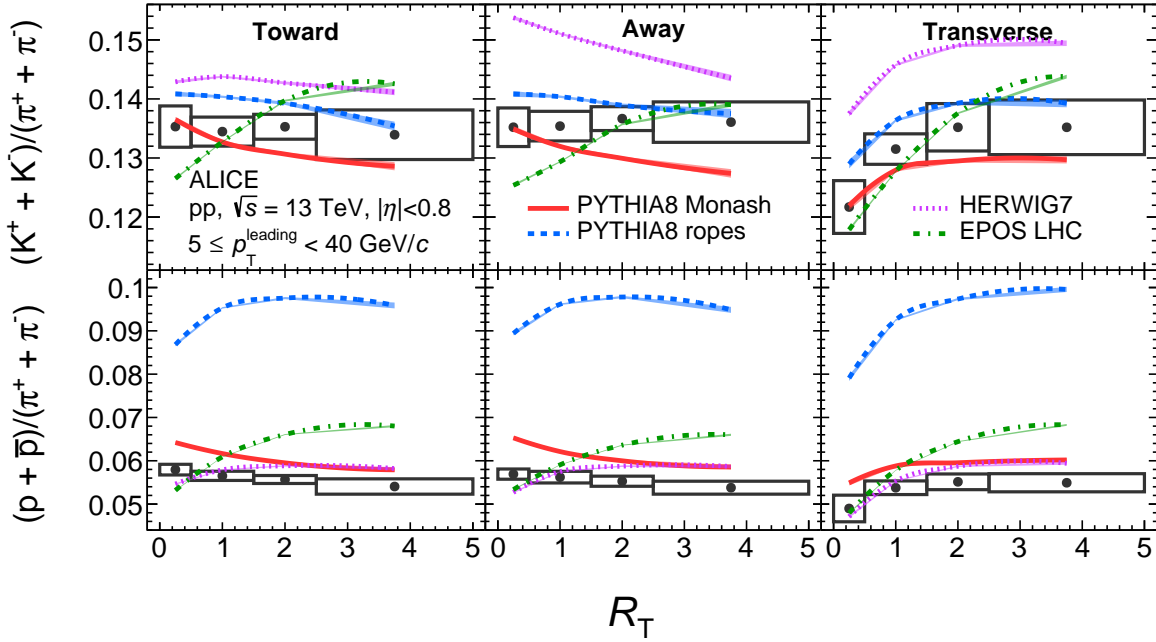 Toward
Away
Transverse
(K⁺ + K⁻)/(π⁺ + π⁻)
0.15
0.14
0.13
0.12
ALICE
pp, √s = 13 TeV, |η|<0.8
5 ≤ p_T^leading < 40 GeV/c
PYTHIA8 Monash
PYTHIA8 ropes
HERWIG7
EPOS LHC
(p + p̅)/(π⁺ + π⁻)
0.1
0.09
0.08
0.07
0.06
0.05
0 1 2 3 4 5 0 1 2 3 4 5 0 1 2 3 4 5
R_T